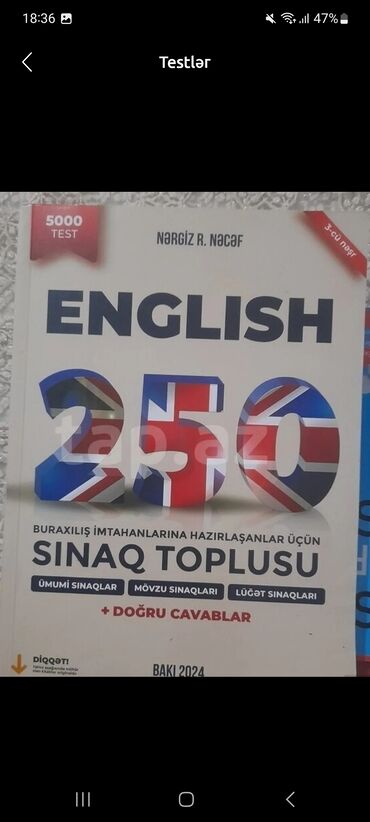 18:36
47%
Testlər
5000
TEST
NƏRGİZ R. NƏCƏF
3-cü nəşr
ENGLISH
250
tap.az
BURAXILIŞ İMTAHANLARINA HAZIRLAŞANLAR ÜÇÜN
SINAQ TOPLUSU
ÜMUMİ SINAQLAR
MÖVZU SINAQLARI
LÜĞƏT SINAQLARI
+ DOĞRU CAVABLAR
DİQQƏT!
BAKI 2024